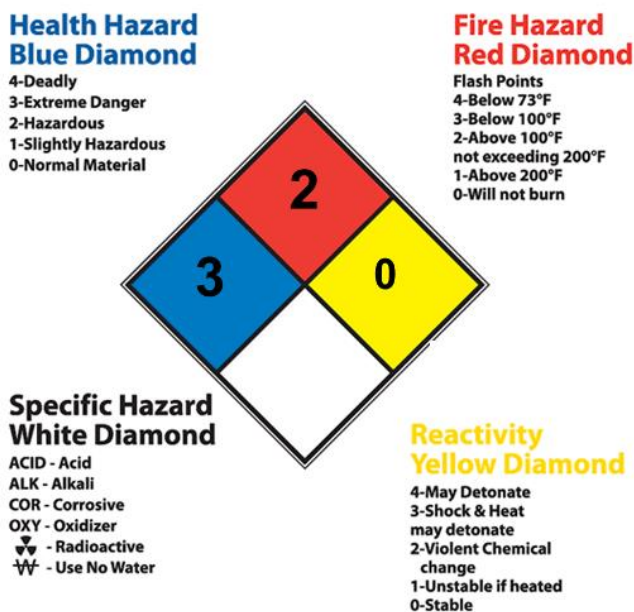 Health Hazard
Blue Diamond
4-Deadly
3-Extreme Danger
2-Hazardous
1-Slightly Hazardous
0-Normal Material
Fire Hazard
Red Diamond
Flash Points
4-Below 73°F
3-Below 100°F
2-Above 100°F
not exceeding 200°F
1-Above 200°F
0-Will not burn
2
3
0
Specific Hazard
White Diamond
ACID - Acid
ALK - Alkali
COR - Corrosive
OXY - Oxidizer
- Radioactive
W - Use No Water
Reactivity
Yellow Diamond
4-May Detonate
3-Shock & Heat
may detonate
2-Violent Chemical
change
1-Unstable if heated
0-Stable